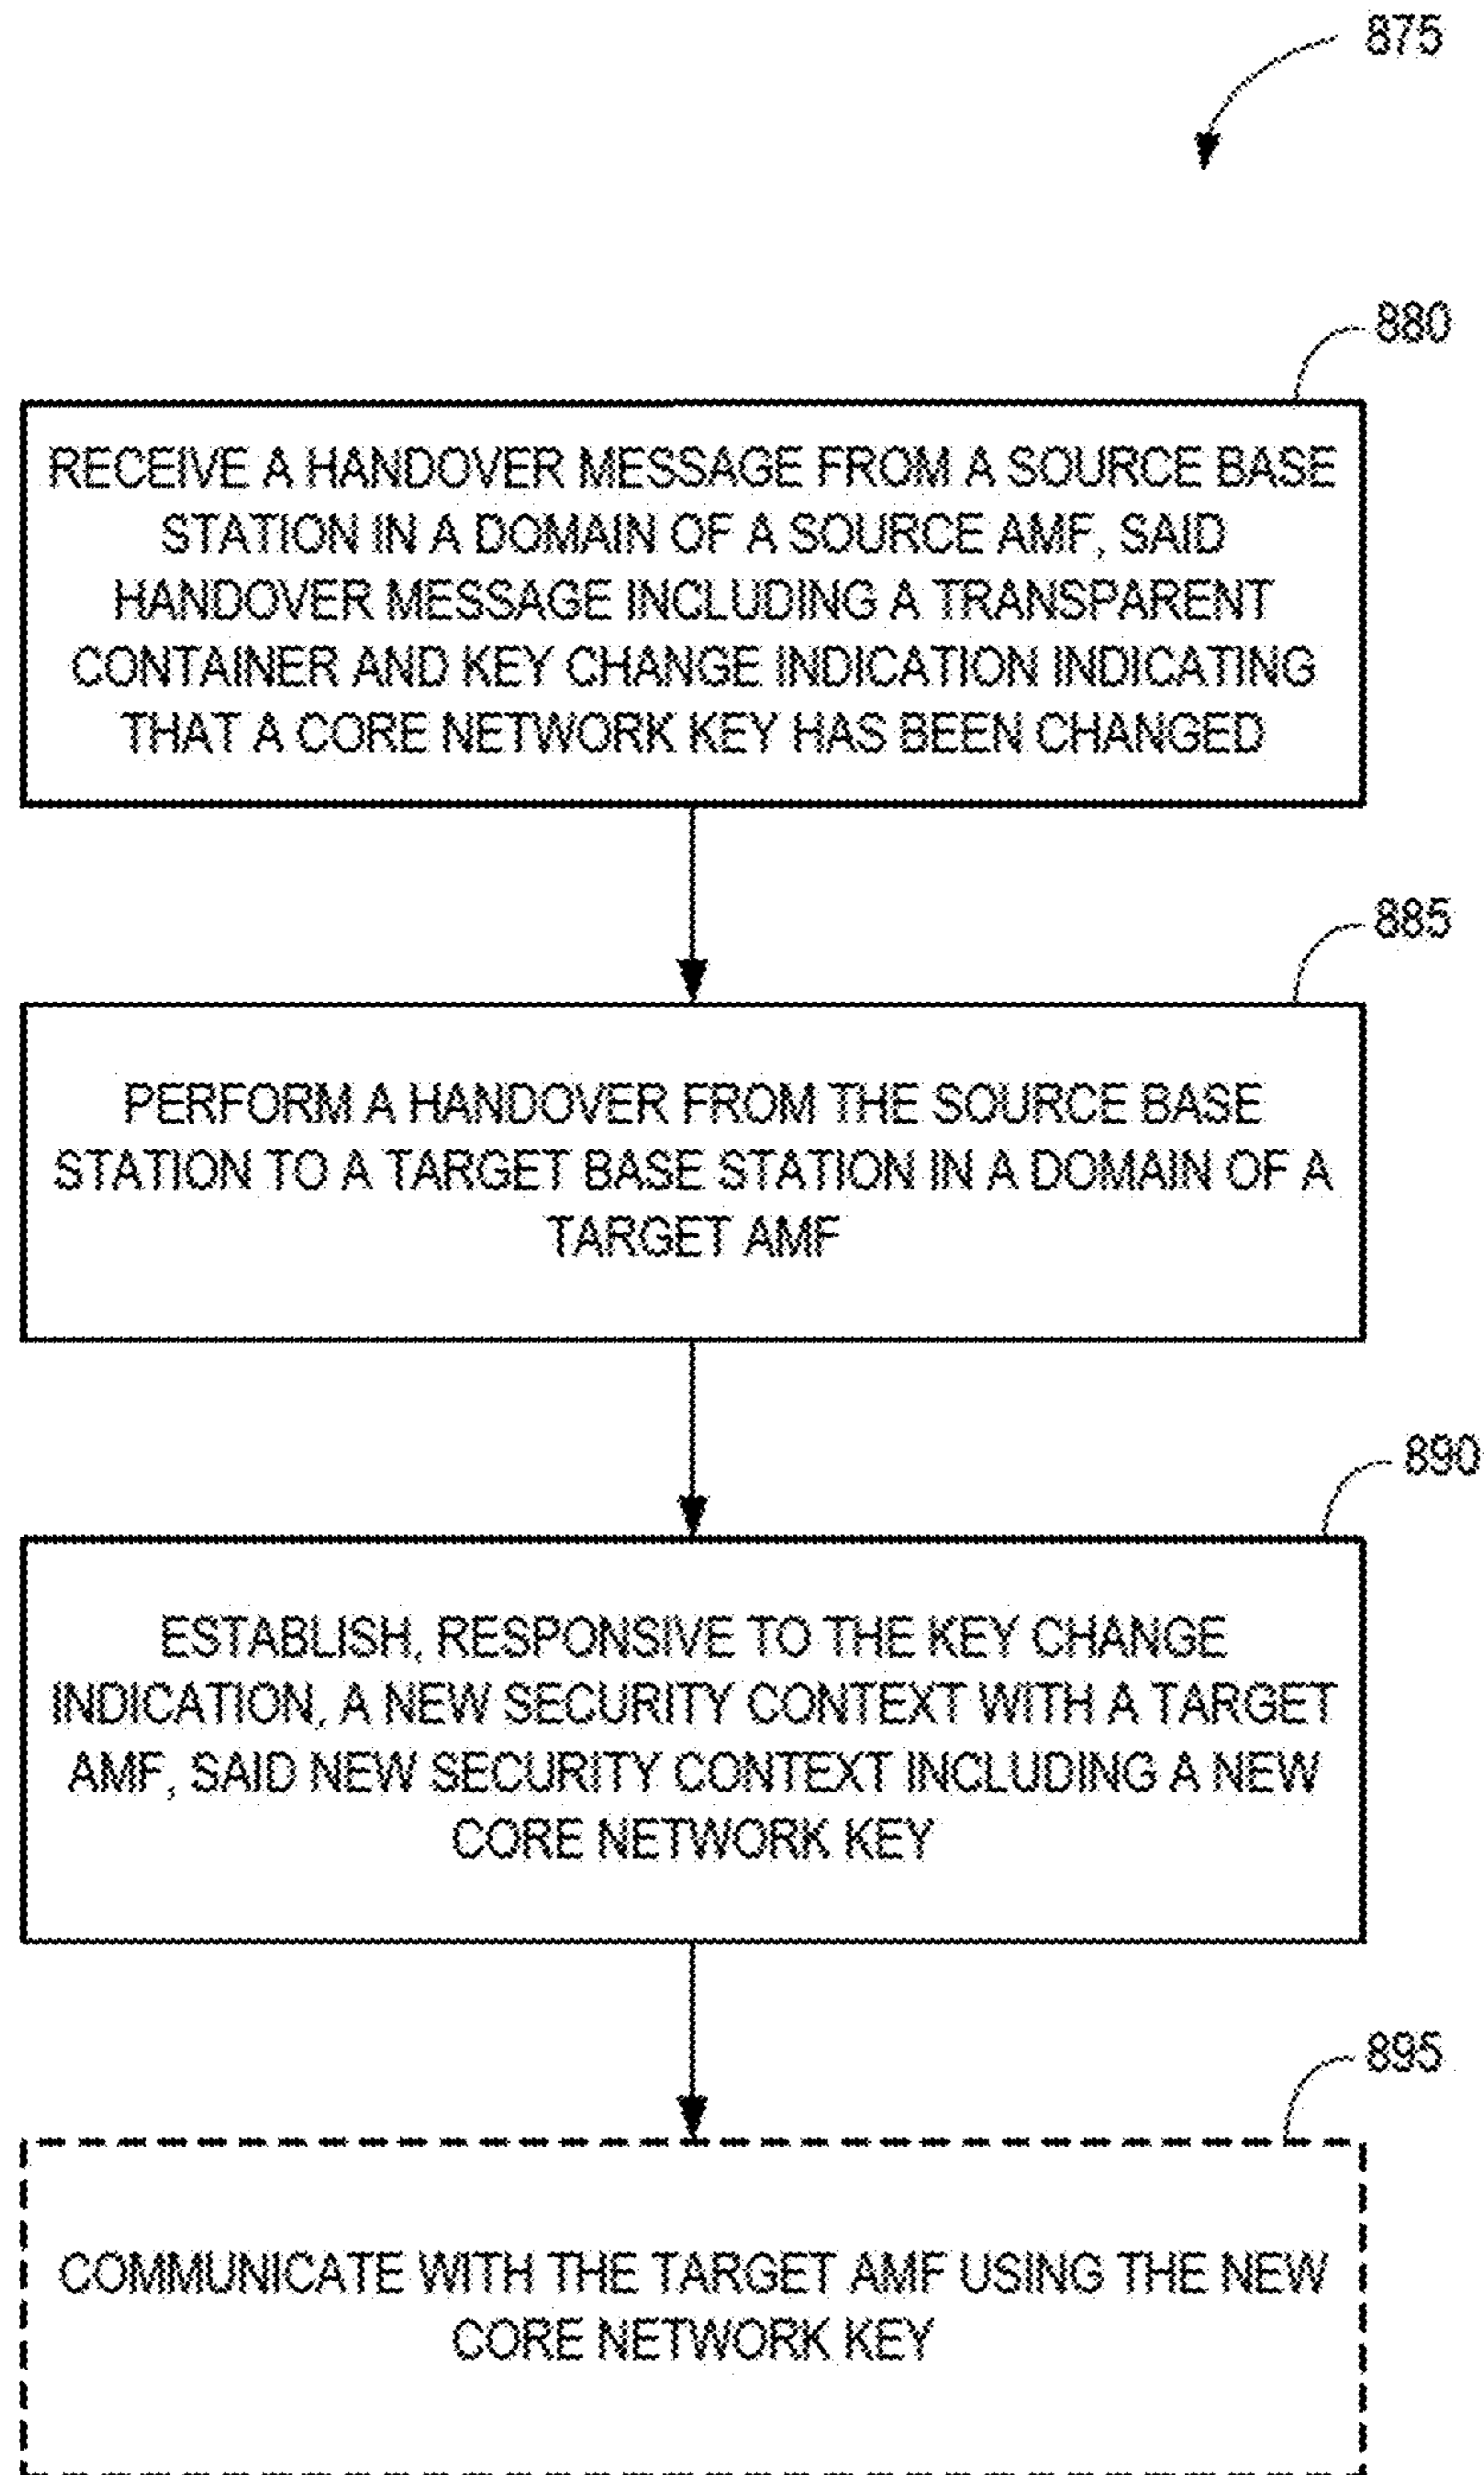 875
880
RECEIVE A HANDOVER MESSAGE FROM A SOURCE BASE
STATION IN A DOMAIN OF A SOURCE AMF, SAID
HANDOVER MESSAGE INCLUDING A TRANSPARENT
CONTAINER AND KEY CHANGE INDICATION INDICATING
THAT A CORE NETWORK KEY HAS BEEN CHANGED
885
PERFORM A HANDOVER FROM THE SOURCE BASE
STATION TO A TARGET BASE STATION IN A DOMAIN OF A
TARGET AMF
890
ESTABLISH, RESPONSIVE TO THE KEY CHANGE
INDICATION, A NEW SECURITY CONTEXT WITH A TARGET
AMF, SAID NEW SECURITY CONTEXT INCLUDING A NEW
CORE NETWORK KEY
895
COMMUNICATE WITH THE TARGET AMF USING THE NEW
CORE NETWORK KEY